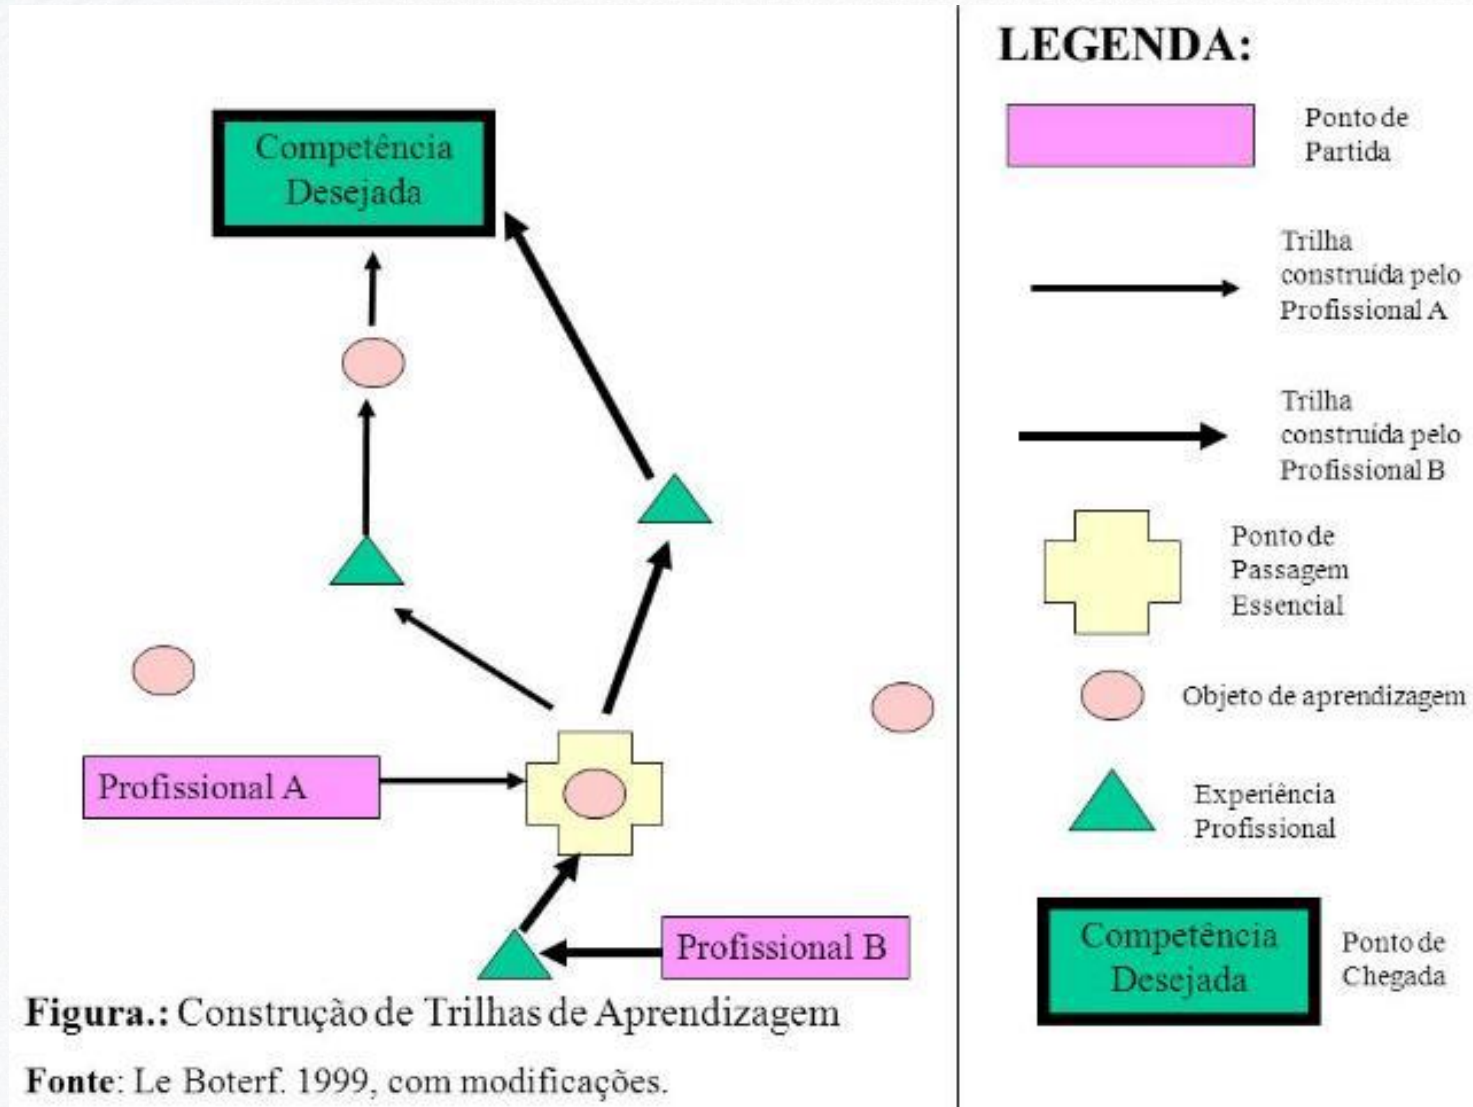 Competência
Desejada
Profissional A
Profissional B
Figura.: Construção de Trilhas de Aprendizagem
Fonte: Le Boterf. 1999, com modificações.
LEGENDA:
Ponto de
Partida
Trilha
construída pelo
Profissional A
Trilha
construída pelo
Profissional B
Ponto de
Passagem
Essencial
Objeto de aprendizagem
Experiência
Profissional
Competência
Desejada
Ponto de
Chegada